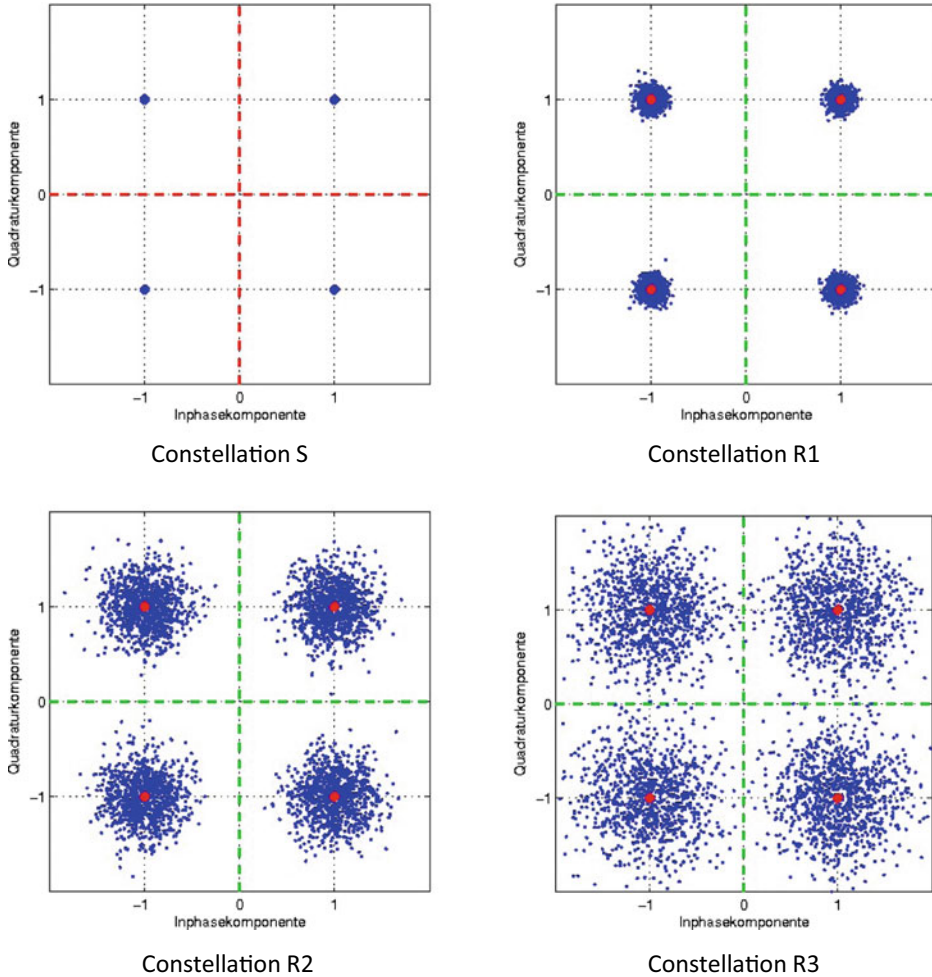 1
0
−1
−1 0 1
Quadraturkomponente
Inphasekomponente
Constellation S
1
0
−1
−1 0 1
Quadraturkomponente
Inphasekomponente
Constellation R1
1
0
−1
−1 0 1
Quadraturkomponente
Inphasekomponente
Constellation R2
1
0
−1
−1 0 1
Quadraturkomponente
Inphasekomponente
Constellation R3